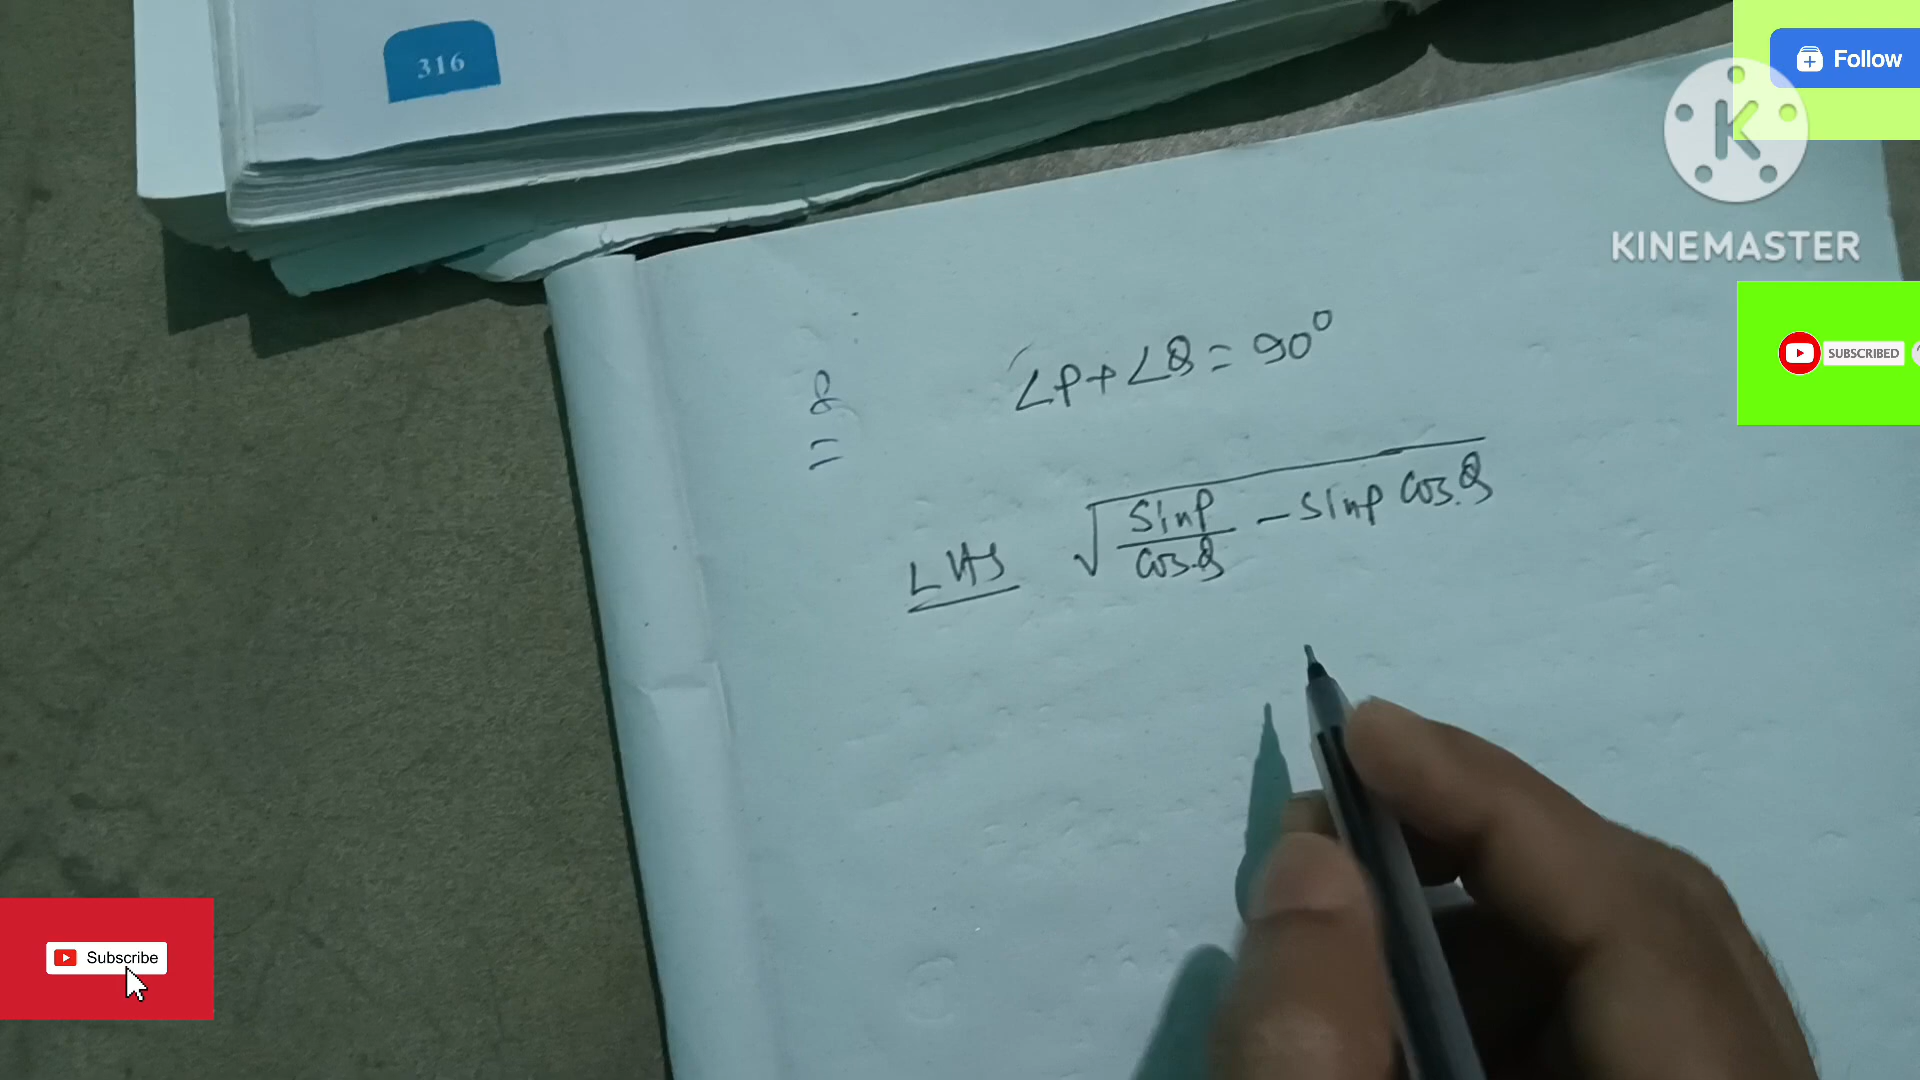 316
Follow
KINEMASTER
SUBSCRIBED
∠P+∠Q=90°
LHS √(SinP/CosQ - SinP CosQ)
Subscribe